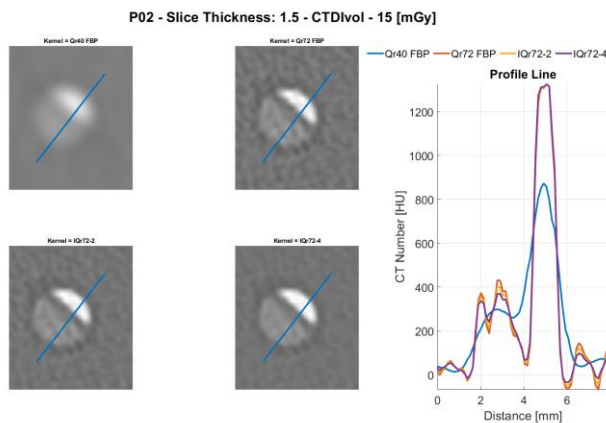 P02 - Slice Thickness: 1.5 - CTDIvol - 15 [mGy]
Kernel = Qr40 FBP
Kernel = Qr72 FBP
Kernel = IQr72-2
Kernel = IQr72-4
Qr40 FBP Qr72 FBP IQr72-2 IQr72-4
Profile Line
1200
1000
800
600
400
200
0
CT Number [HU]
0 2 4 6
Distance [mm]